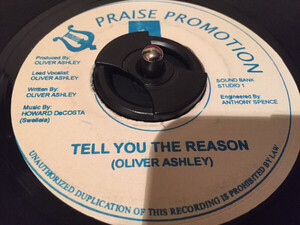 PRAISE PROMOTION
Produced By:
OLIVER ASHLEY
Lead Vocalist:
OLIVER ASHLEY
Written By:
OLIVER ASHLEY
Music By:
HOWARD DaCOSTA
(Swallele)
SOUND BANK
STUDIO 1
Engineered By
ANTHONY SPENCE
TELL YOU THE REASON
(OLIVER ASHLEY)
UNAUTHORIZED DUPLICATION OF THIS RECORDING IS PROHIBITED BY LAW